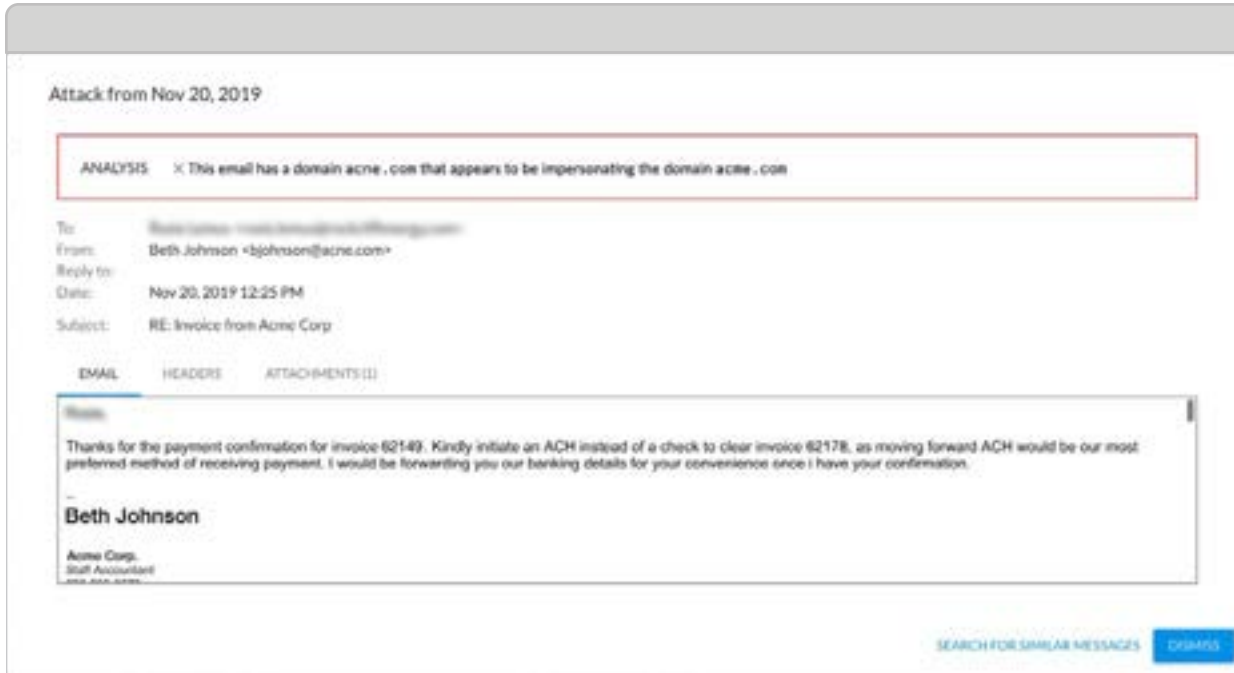 Attack from Nov 20, 2019
ANALYSIS × This email has a domain acne.com that appears to be impersonating the domain acme.com
To:
From: Beth Johnson <bjohnson@acne.com>
Reply to:
Date: Nov 20, 2019 12:25 PM
Subject: RE: Invoice from Acme Corp
EMAIL HEADERS ATTACHMENTS (1)
Thanks for the payment confirmation for invoice 62149. Kindly initiate an ACH instead of a check to clear invoice 62178, as moving forward ACH would be our most
preferred method of receiving payment. I would be forwarding you our banking details for your convenience once i have your confirmation.
--
Beth Johnson
Acme Corp.
Staff Accountant
SEARCH FOR SIMILAR MESSAGES DISMISS